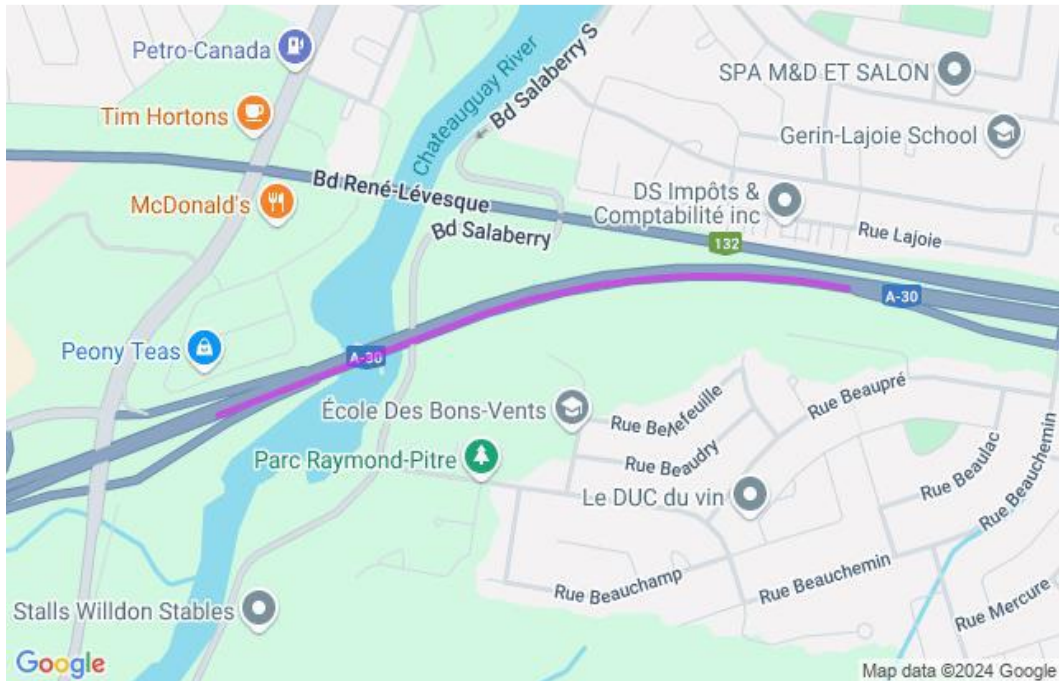 Petro-Canada
Tim Hortons
McDonald's
Chateauguay River
Bd Salaberry S
SPA M&D ET SALON
Gerin-Lajoie School
Bd René-Lévesque
DS Impôts &
Comptabilité inc
Rue Lajoie
Bd Salaberry
132
A-30
Peony Teas
A-30
École Des Bons-Vents
Rue Bellefeuille
Rue Beaupré
Parc Raymond-Pitre
Rue Beaudry
Le DUC du vin
Rue Beaulac
Rue Beauchemin
Rue Beauchamp
Rue Beauchemin
Rue Mercure
Stalls Willdon Stables
Google
Map data ©2024 Google